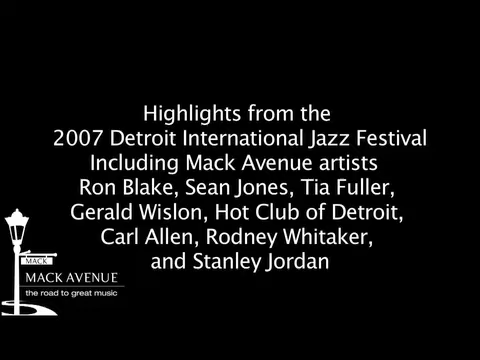 Highlights from the
2007 Detroit International Jazz Festival
Including Mack Avenue artists
Ron Blake, Sean Jones, Tia Fuller,
Gerald Wislon, Hot Club of Detroit,
Carl Allen, Rodney Whitaker,
and Stanley Jordan
MACK
MACK AVENUE
the road to great music